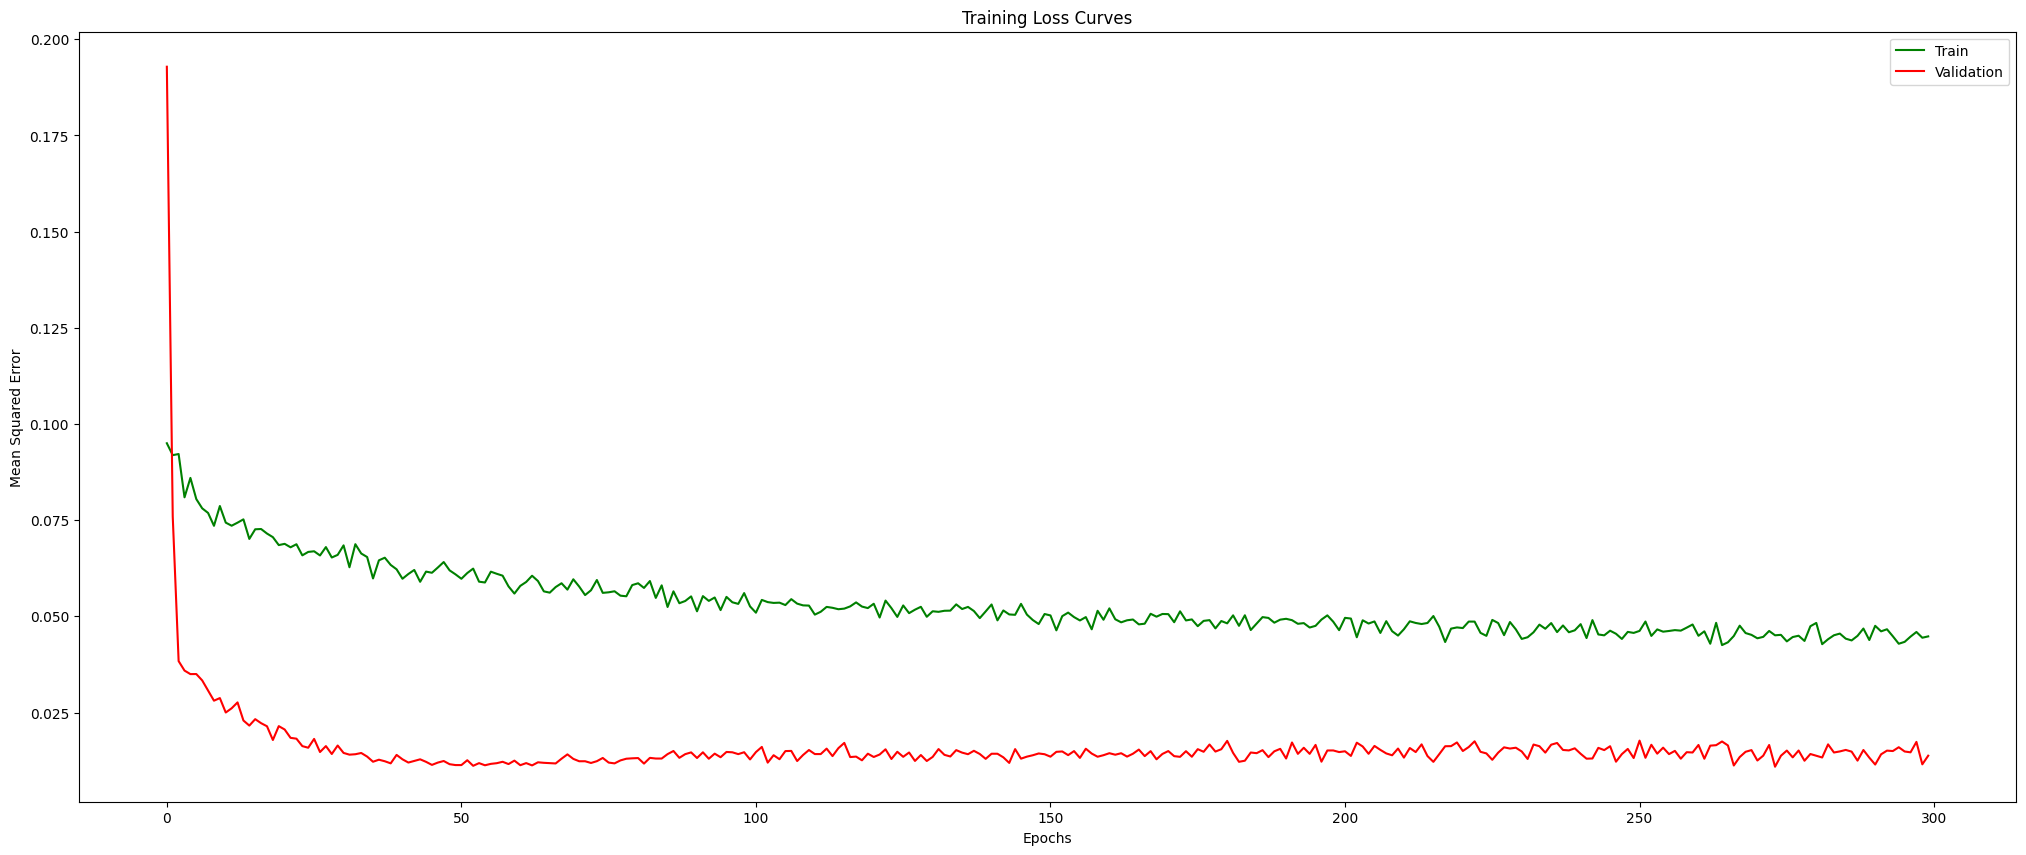 Training Loss Curves
Train
Validation
0.200
0.175
0.150
0.125
0.100
0.075
0.050
0.025
Mean Squared Error
0 50 100 150 200 250 300
Epochs